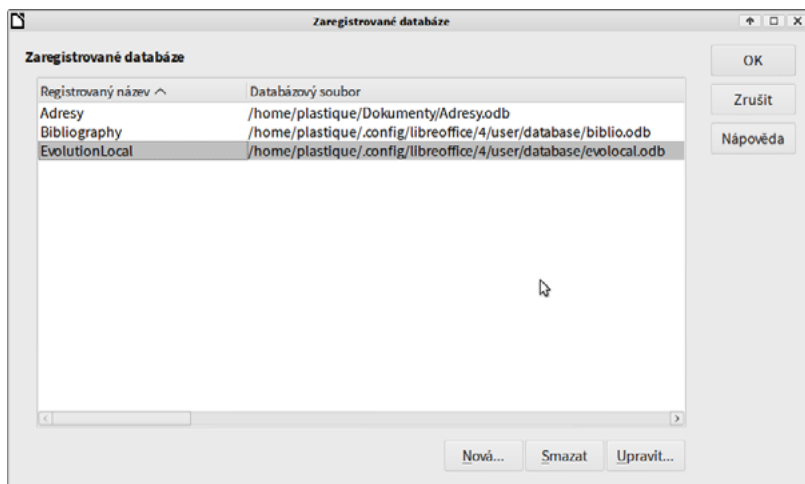 Zaregistrované databáze
Zaregistrované databáze
OK
Registrovaný název Databázový soubor
Zrušit
Adresy /home/plastique/Dokumenty/Adresy.odb
Bibliography /home/plastique/.config/libreoffice/4/user/database/biblio.odb
Nápověda
EvolutionLocal /home/plastique/.config/libreoffice/4/user/database/evolocal.odb
Nová... Smazat Upravit...